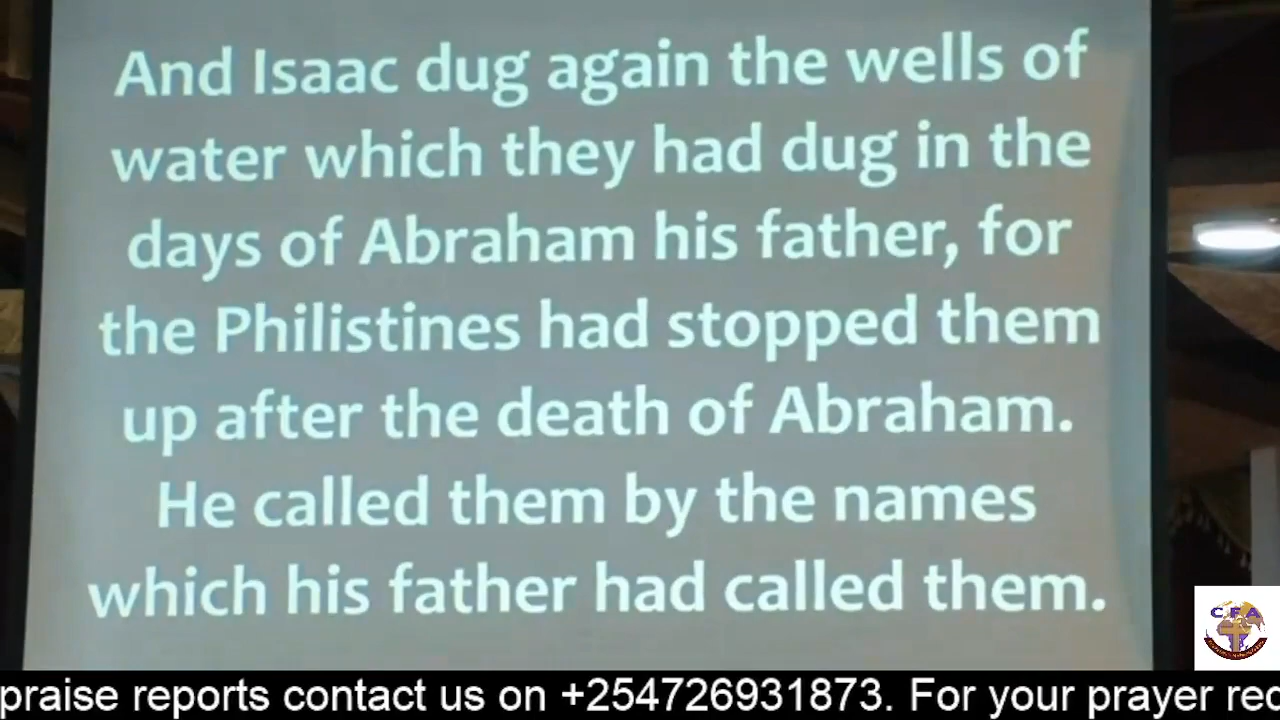 And Isaac dug again the wells of
water which they had dug in the
days of Abraham his father, for
the Philistines had stopped them
up after the death of Abraham.
He called them by the names
which his father had called them.
CFA
praise reports contact us on +254726931873. For your prayer